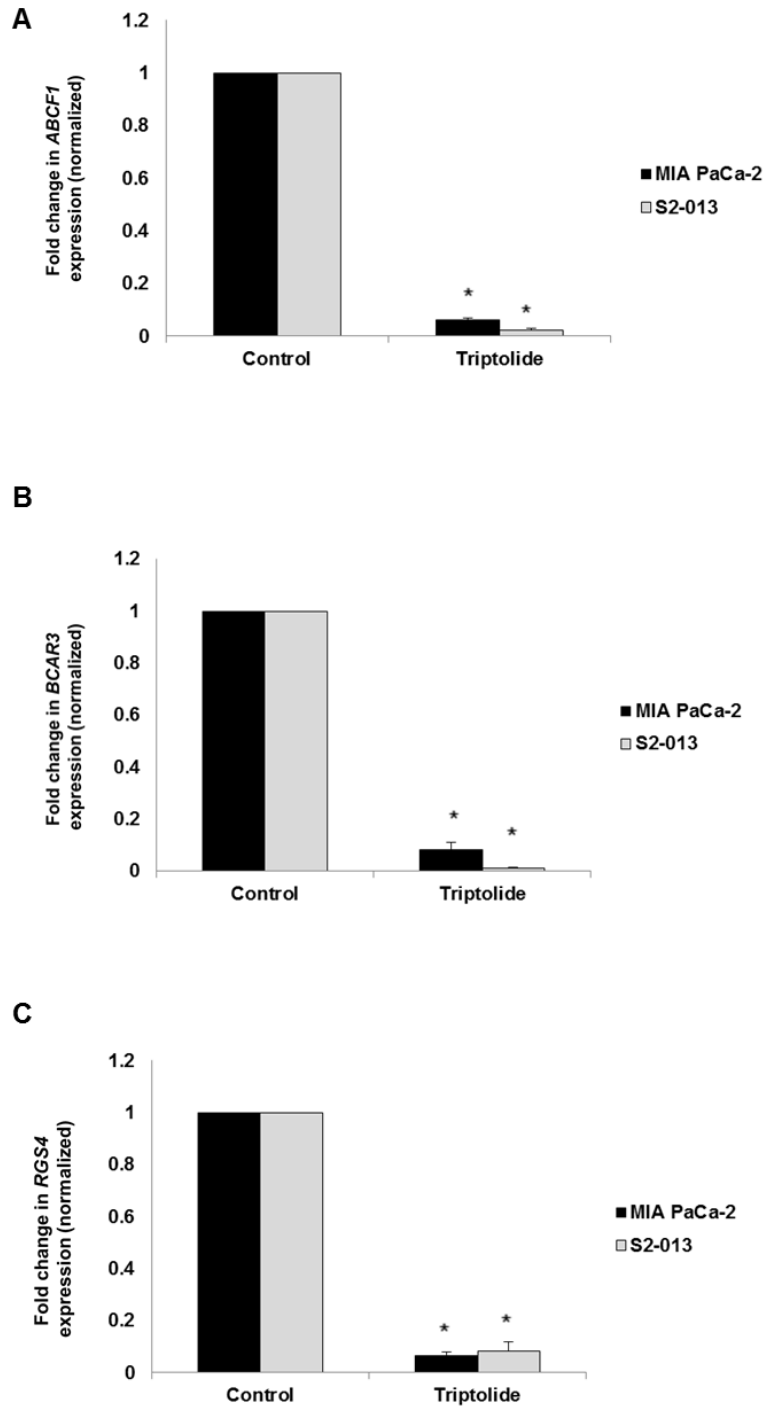 A
Fold change in ABCF1
expression (normalized)
1.2
1
0.8
0.6
0.4
0.2
0
*
*
Control
Triptolide
MIA PaCa-2
S2-013
B
Fold change in BCAR3
expression (normalized)
1.2
1
0.8
0.6
0.4
0.2
0
*
*
Control
Triptolide
MIA PaCa-2
S2-013
C
Fold change in RGS4
expression (normalized)
1.2
1
0.8
0.6
0.4
0.2
0
*
*
Control
Triptolide
MIA PaCa-2
S2-013